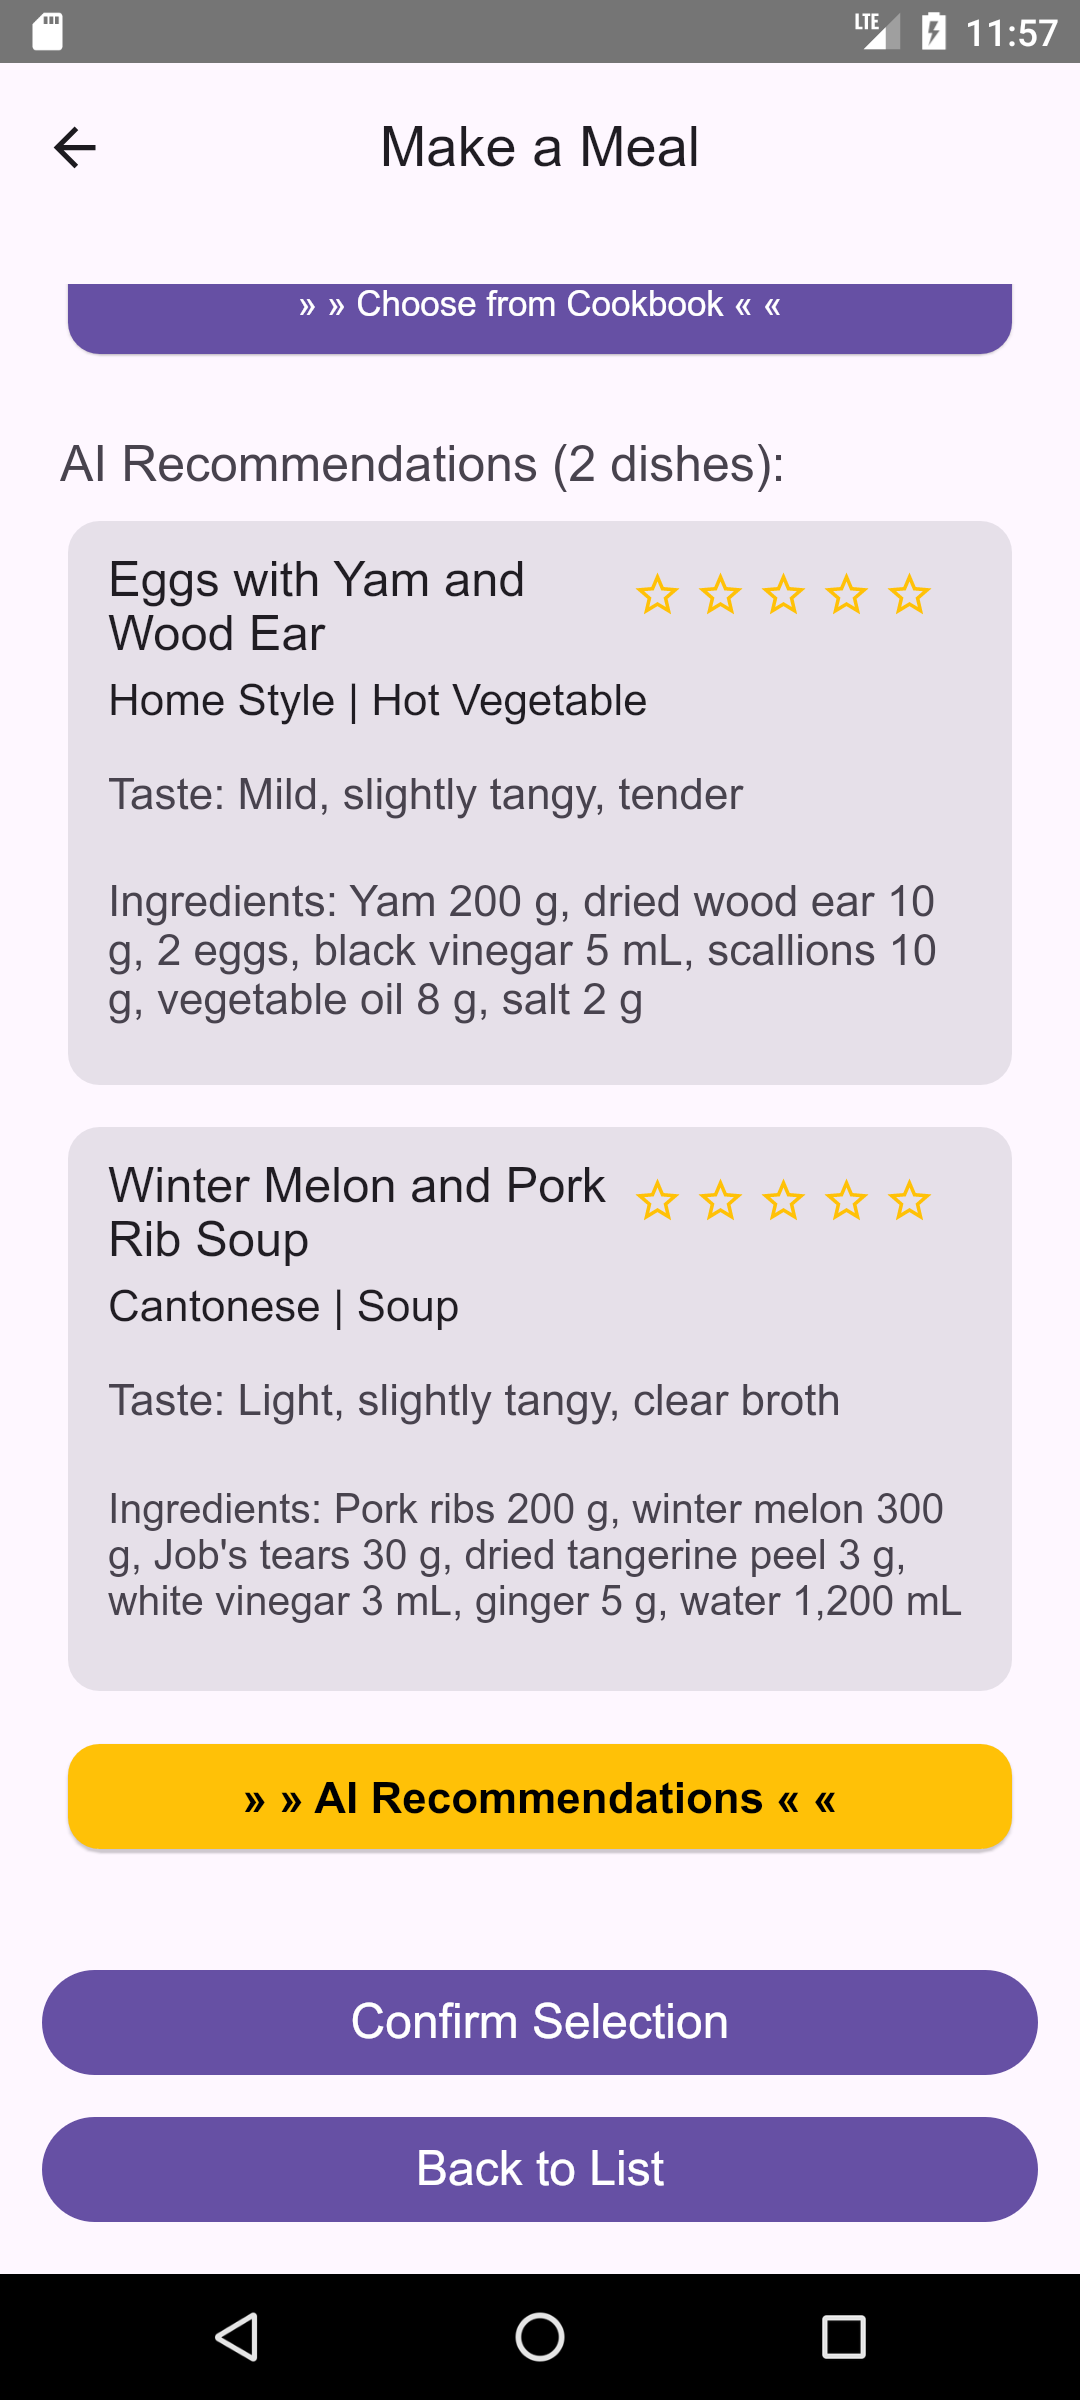 LTE 11:57
Make a Meal
» » Choose from Cookbook « «
AI Recommendations (2 dishes):
Eggs with Yam and
Wood Ear
Home Style | Hot Vegetable
Taste: Mild, slightly tangy, tender
Ingredients: Yam 200 g, dried wood ear 10
g, 2 eggs, black vinegar 5 mL, scallions 10
g, vegetable oil 8 g, salt 2 g
Winter Melon and Pork
Rib Soup
Cantonese | Soup
Taste: Light, slightly tangy, clear broth
Ingredients: Pork ribs 200 g, winter melon 300
g, Job's tears 30 g, dried tangerine peel 3 g,
white vinegar 3 mL, ginger 5 g, water 1,200 mL
» » AI Recommendations « «
Confirm Selection
Back to List